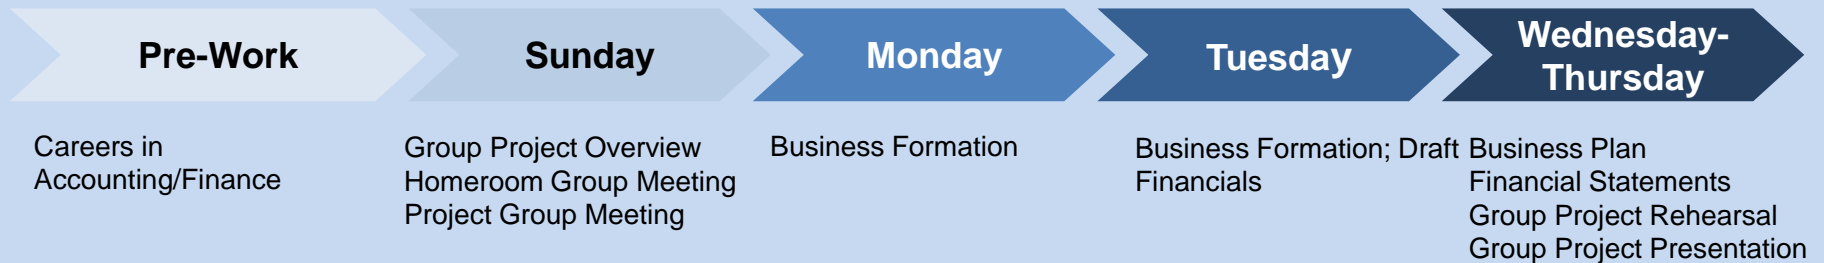 Pre-Work
Sunday
Monday
Tuesday
Wednesday-
Thursday
Careers in
Accounting/Finance
Group Project Overview
Homeroom Group Meeting
Project Group Meeting
Business Formation
Business Formation; Draft
Financials
Business Plan
Financial Statements
Group Project Rehearsal
Group Project Presentation